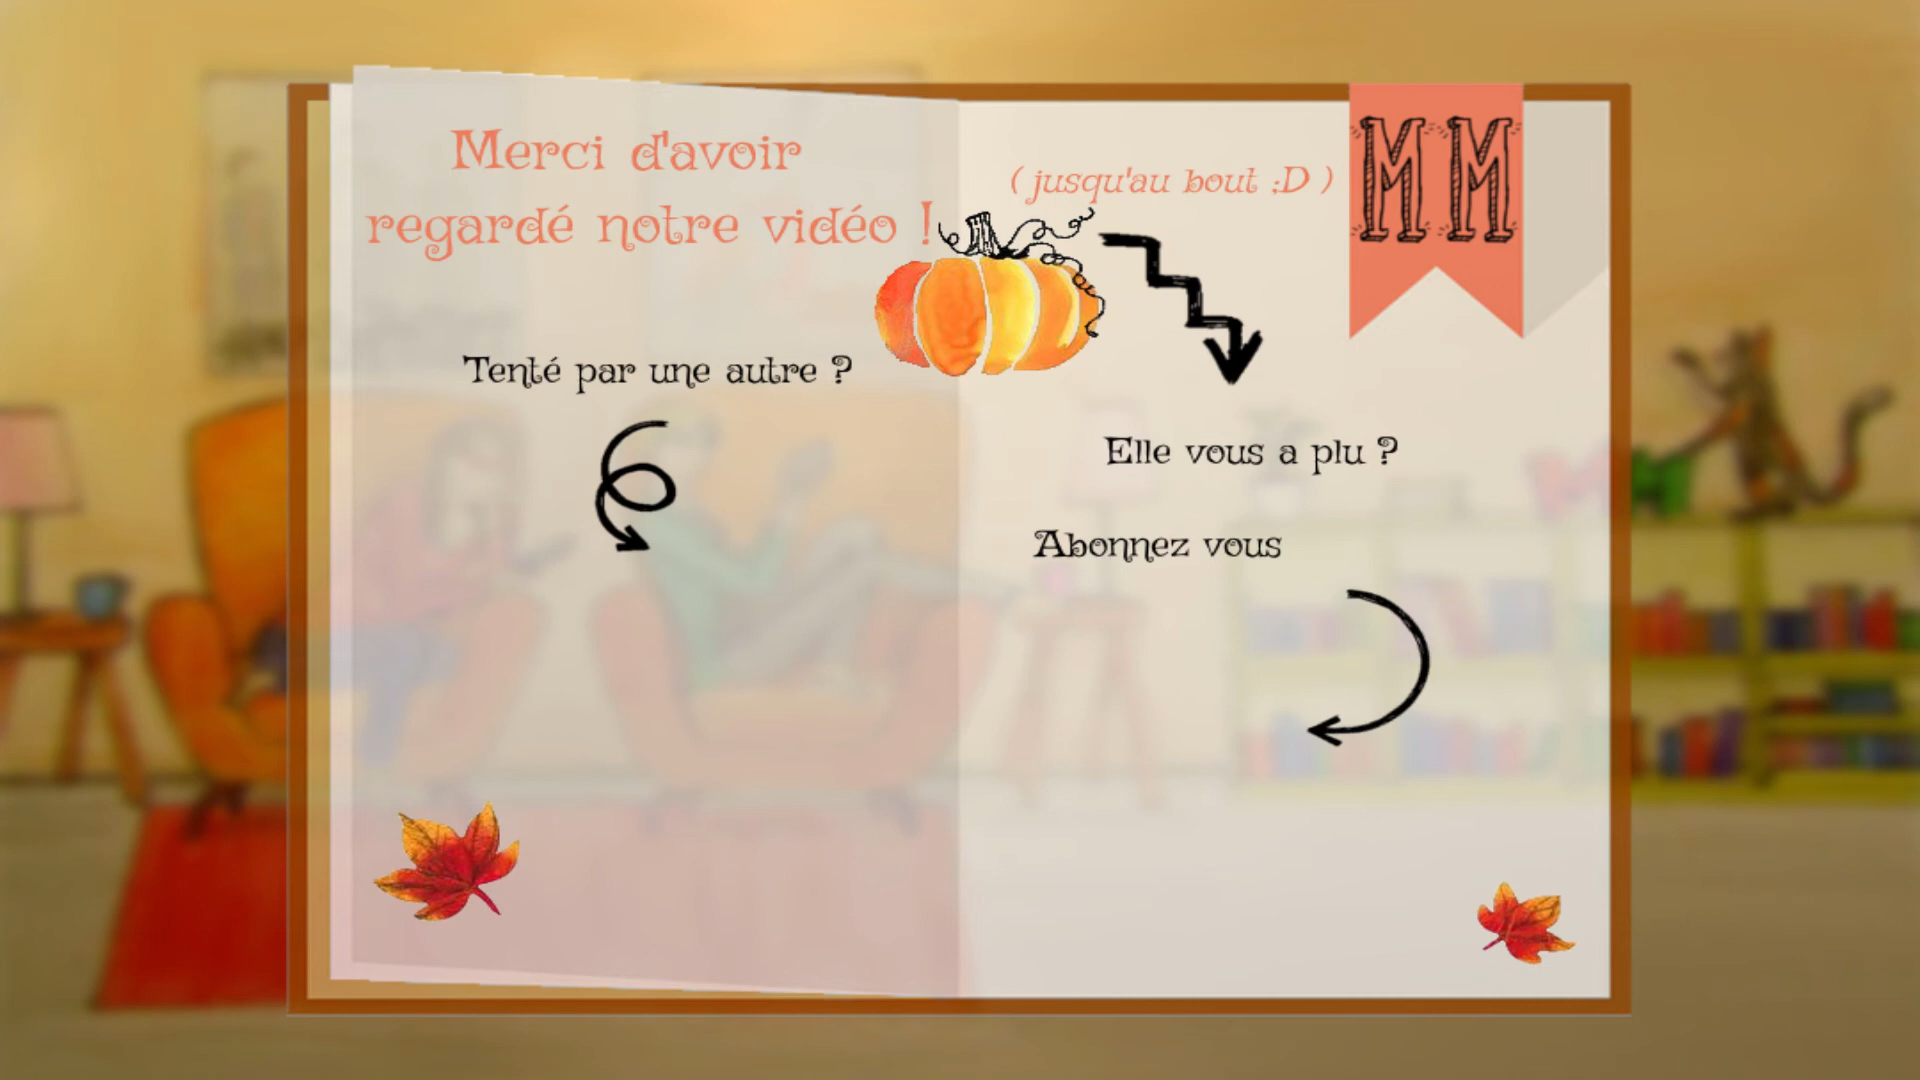 Merci d'avoir
regardé notre vidéo !
( jusqu'au bout ;D )
MM
Tenté par une autre ?
Elle vous a plu ?
Abonnez vous